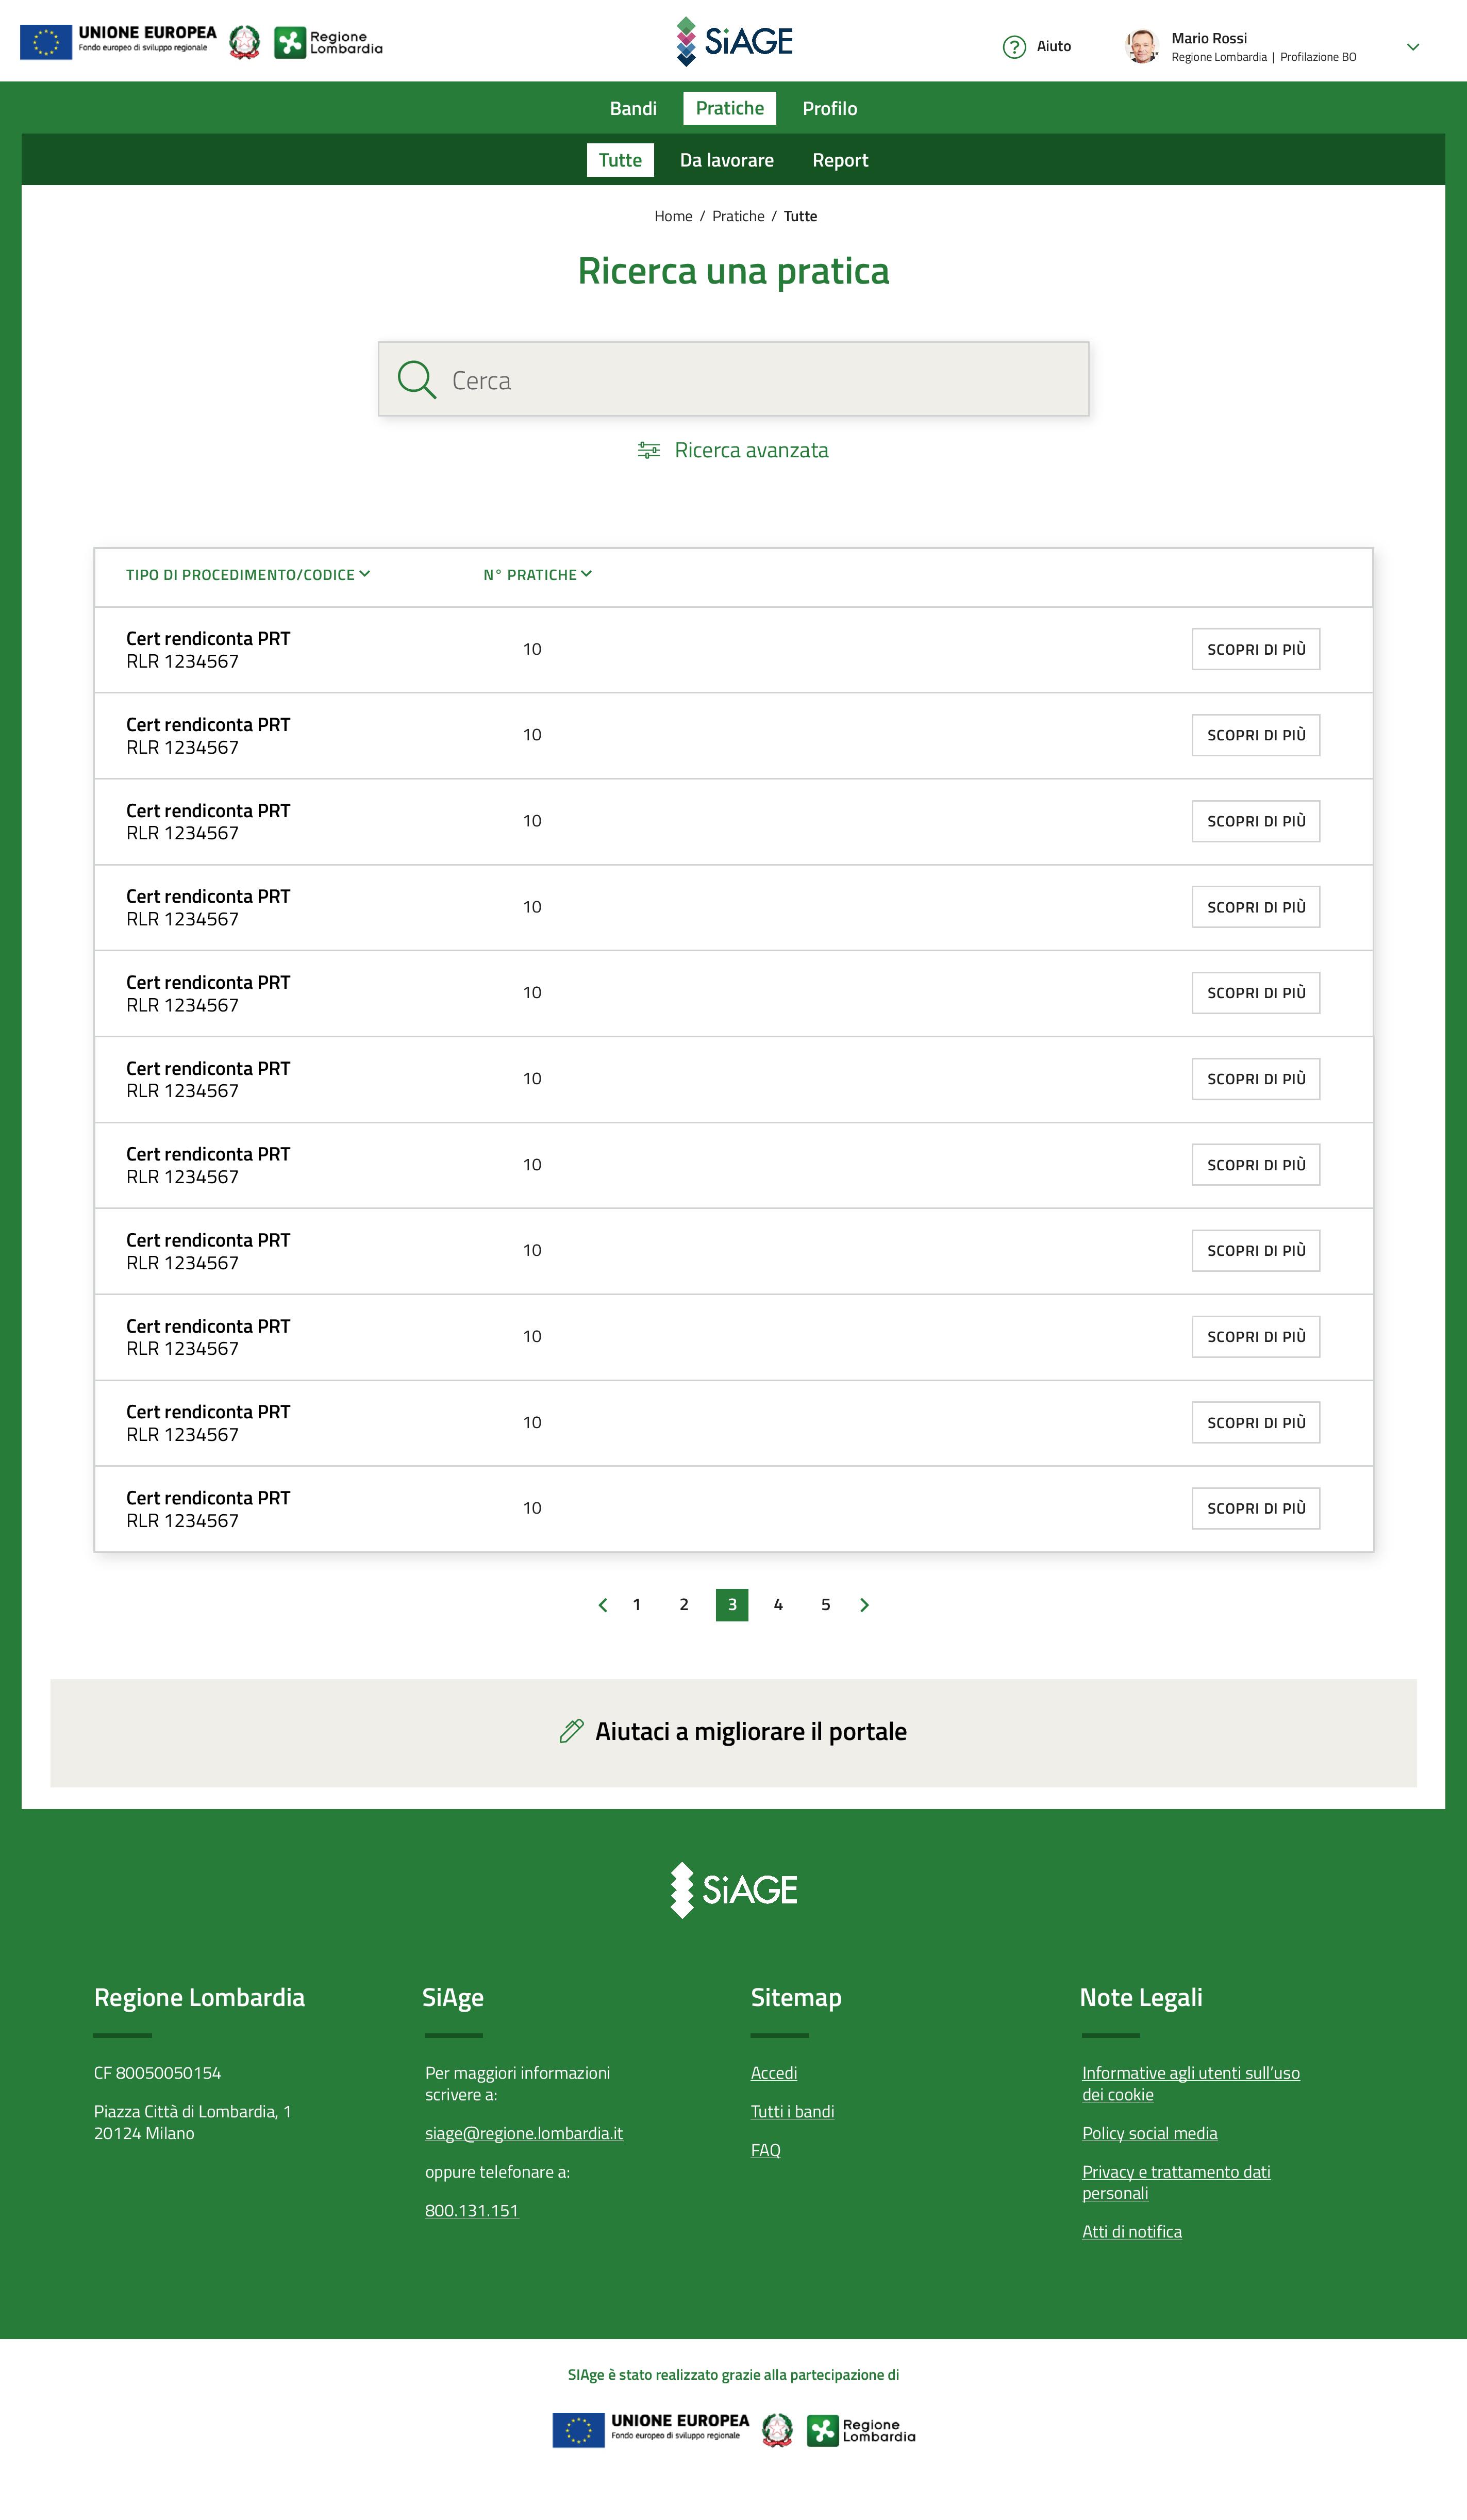 UNIONE EUROPEA
Fondo europeo di sviluppo regionale
Regione
Lombardia
SiAGE
? Aiuto
Mario Rossi
Regione Lombardia | Profilazione BO
Bandi Pratiche Profilo
Tutte Da lavorare Report
Home / Pratiche / Tutte
Ricerca una pratica
Cerca
Ricerca avanzata
TIPO DI PROCEDIMENTO/CODICE N° PRATICHE
Cert rendiconta PRT
RLR 1234567
10
SCOPRI DI PIÙ
Cert rendiconta PRT
RLR 1234567
10
SCOPRI DI PIÙ
Cert rendiconta PRT
RLR 1234567
10
SCOPRI DI PIÙ
Cert rendiconta PRT
RLR 1234567
10
SCOPRI DI PIÙ
Cert rendiconta PRT
RLR 1234567
10
SCOPRI DI PIÙ
Cert rendiconta PRT
RLR 1234567
10
SCOPRI DI PIÙ
Cert rendiconta PRT
RLR 1234567
10
SCOPRI DI PIÙ
Cert rendiconta PRT
RLR 1234567
10
SCOPRI DI PIÙ
Cert rendiconta PRT
RLR 1234567
10
SCOPRI DI PIÙ
Cert rendiconta PRT
RLR 1234567
10
SCOPRI DI PIÙ
Cert rendiconta PRT
RLR 1234567
10
SCOPRI DI PIÙ
1 2 3 4 5
Aiutaci a migliorare il portale
SiAGE
Regione Lombardia
CF 80050050154
Piazza Città di Lombardia, 1
20124 Milano
SiAge
Per maggiori informazioni
scrivere a:
siage@regione.lombardia.it
oppure telefonare a:
800.131.151
Sitemap
Accedi
Tutti i bandi
FAQ
Note Legali
Informative agli utenti sull’uso
dei cookie
Policy social media
Privacy e trattamento dati
personali
Atti di notifica
SIAge è stato realizzato grazie alla partecipazione di
UNIONE EUROPEA
Fondo europeo di sviluppo regionale
Regione
Lombardia